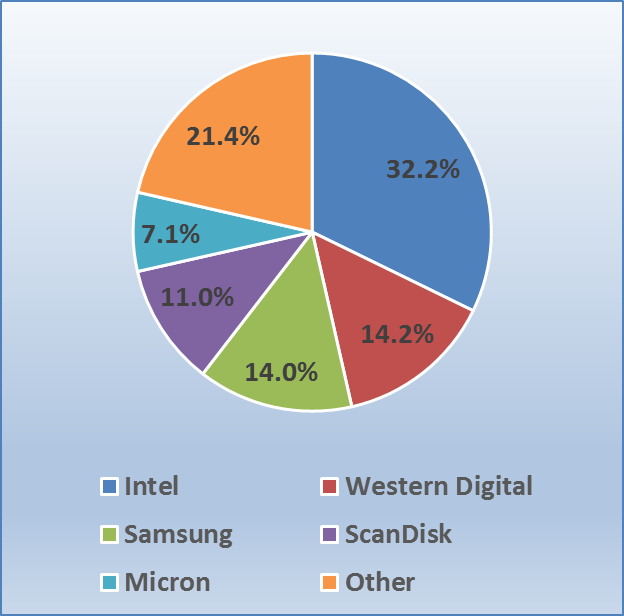 21.4%
32.2%
7.1%
11.0%
14.2%
14.0%
Intel
Western Digital
Samsung
ScanDisk
Micron
Other